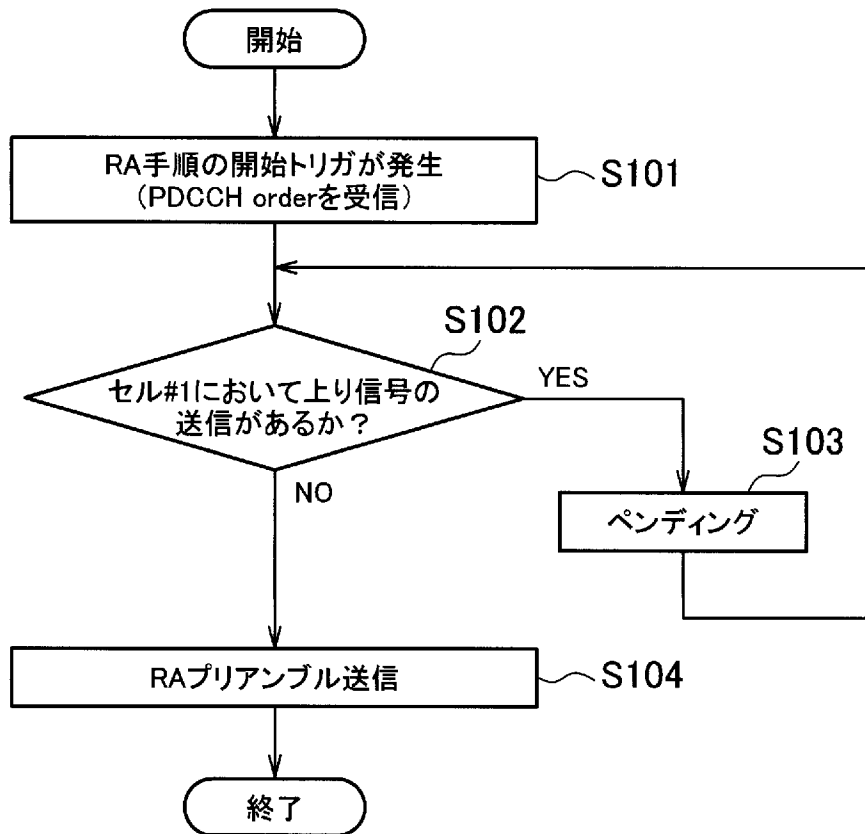 開始
RA手順の開始トリガが発生
(PDCCH orderを受信)
S101
S102
セル#1において上り信号の
送信があるか？
YES
S103
NO
ペンディング
RAプリアンブル送信
S104
終了